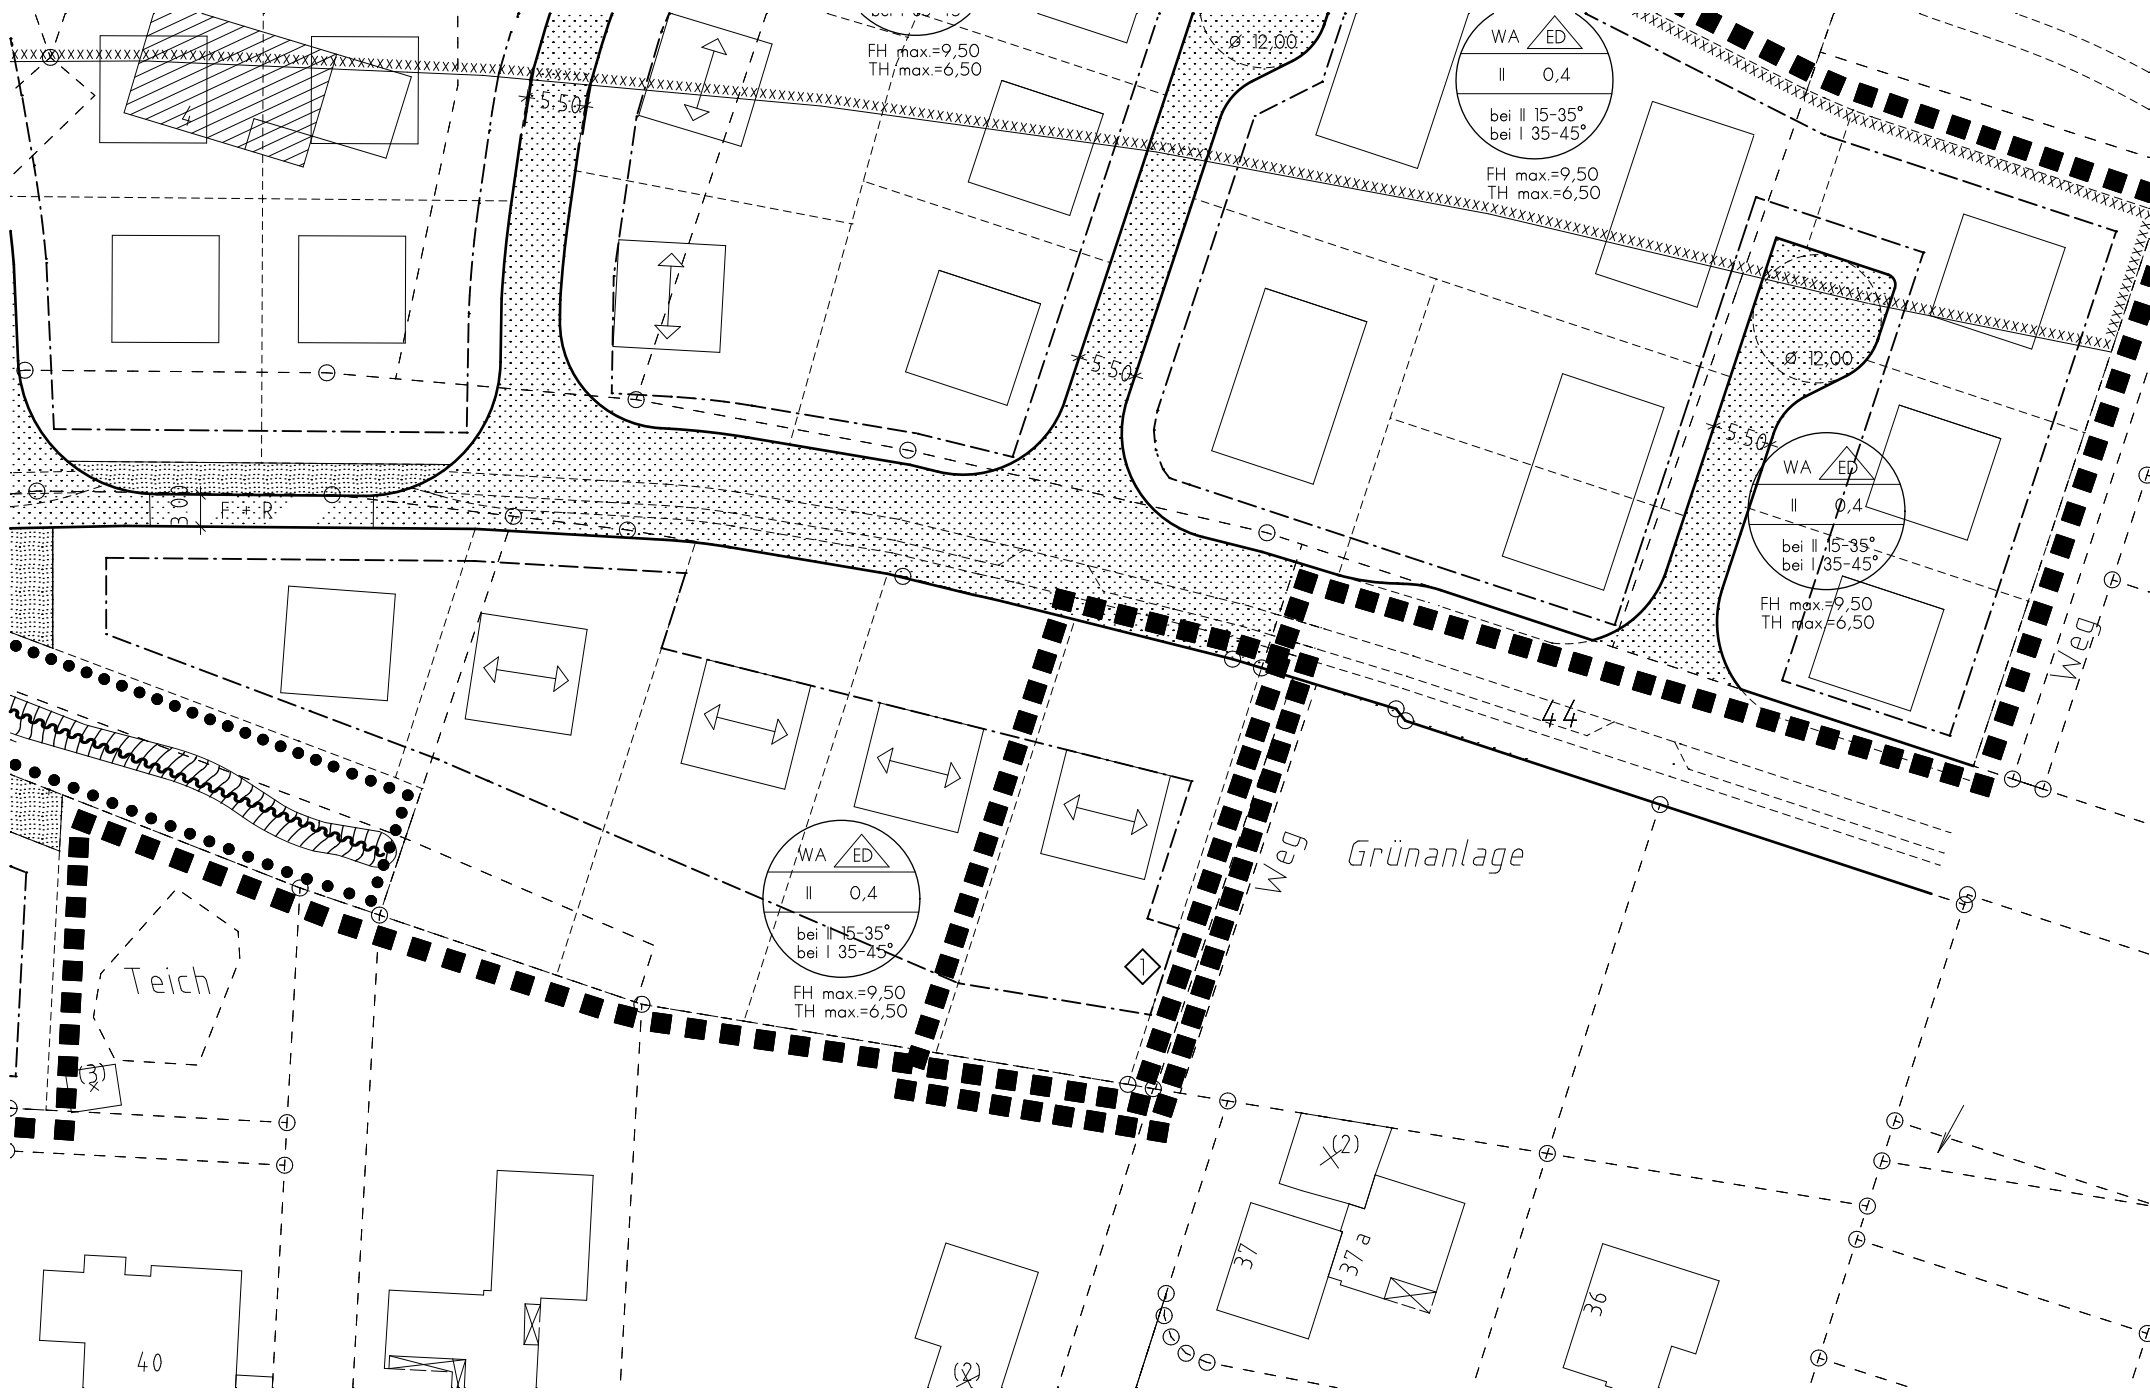 FH max.=9,50
TH max.=6,50
Ø 12.00
WA ED
II 0,4
bei II 15-35°
bei I 35-45°
FH max.=9,50
TH max.=6,50
5.50
4
Ø 12.00
5.50
5.50
WA ED
II 0,4
bei II 15-35°
bei I 35-45°
FH max.=9,50
TH max.=6,50
3.00
F + R
Weg
44
Grünanlage
Weg
WA ED
II 0,4
bei II 15-35°
bei I 35-45°
FH max.=9,50
TH max.=6,50
1
Teich
(3)
(2)
37
37 a
36
40
(2)